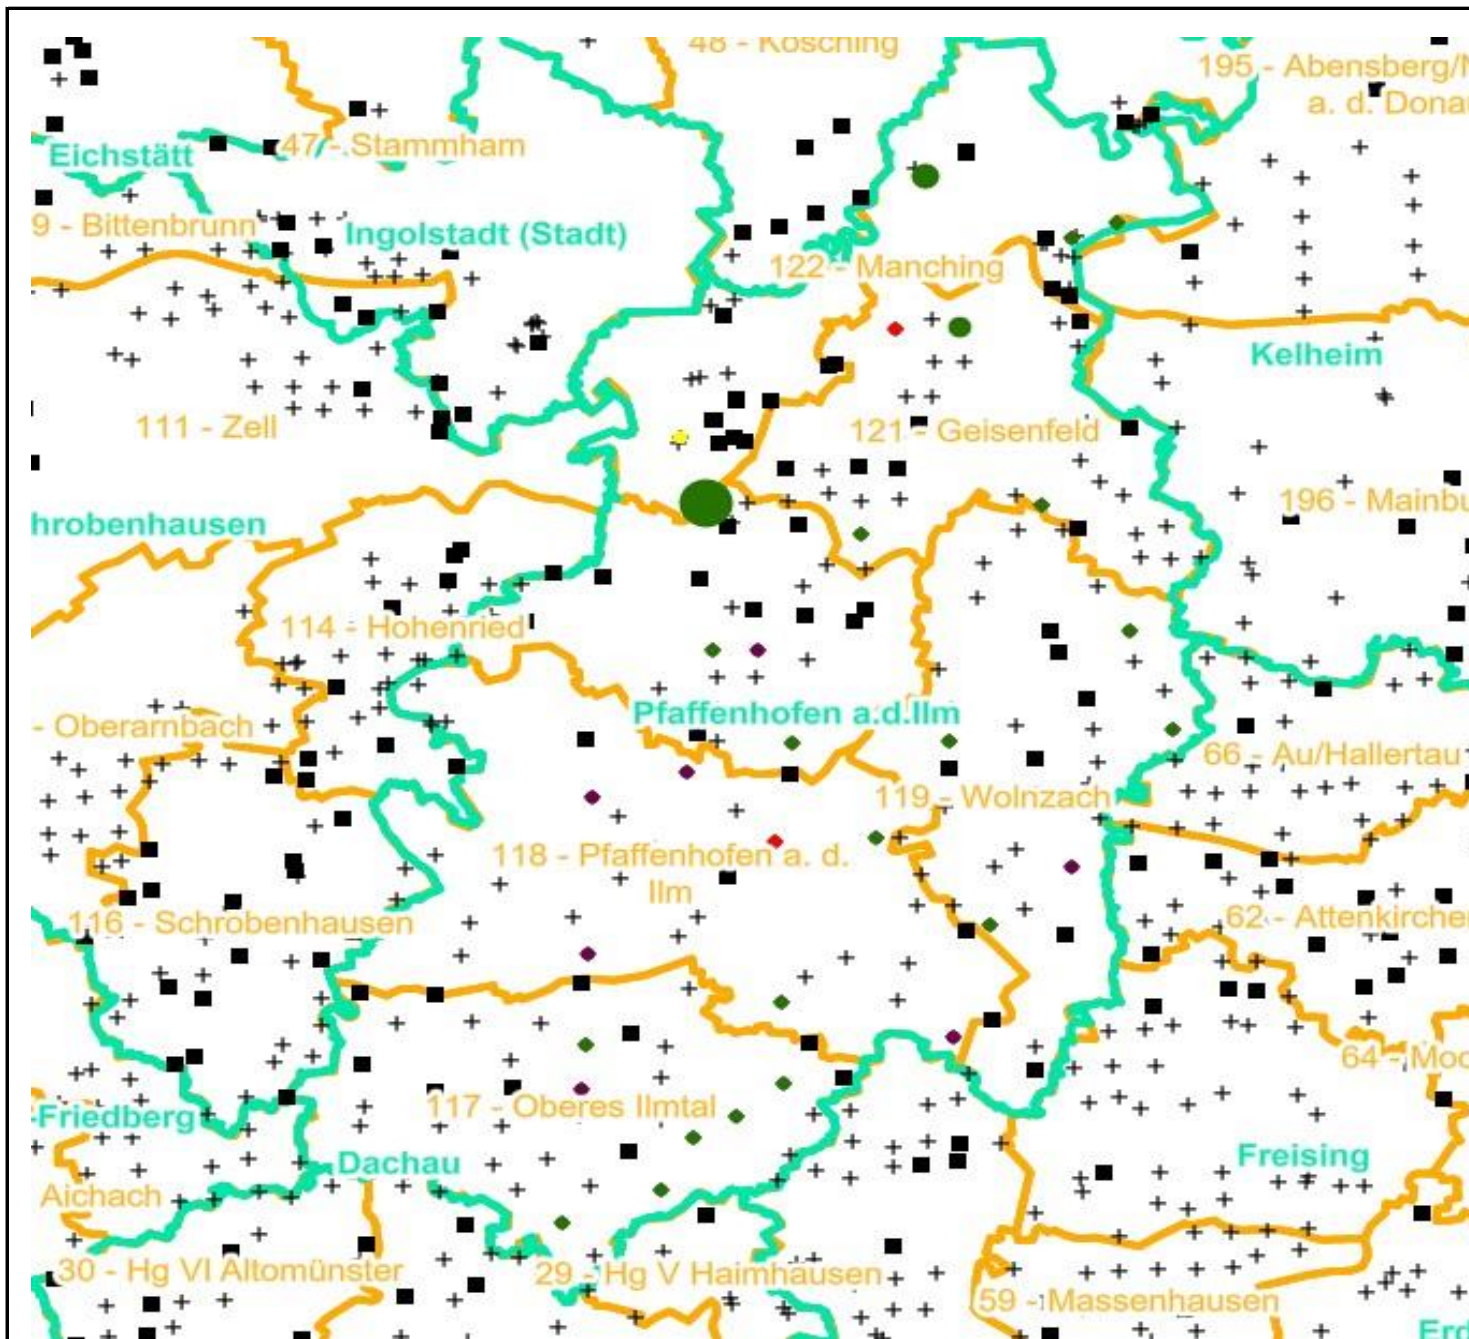 48 - Kösching
195 - Abensberg/N
a. d. Donau
47 - Stammham
Eichstätt
9 - Bittenbrunn
Ingolstadt (Stadt)
122 - Manching
Kelheim
111 - Zell
121 - Geisenfeld
196 - Mainbu
hrobenhausen
114 - Hohenried
Pfaffenhofen a.d.Ilm
- Oberarnbach
66 - Au/Hallertau
119 - Wolnzach
118 - Pfaffenhofen a. d.
Ilm
116 - Schrobenhausen
62 - Attenkirchen
64 - Moo
117 - Oberes Ilmtal
Friedberg
Dachau
Freising
Aichach
30 - Hg VI Altomünster
29 - Hg V Haimhausen
59 - Massenhausen
Erd